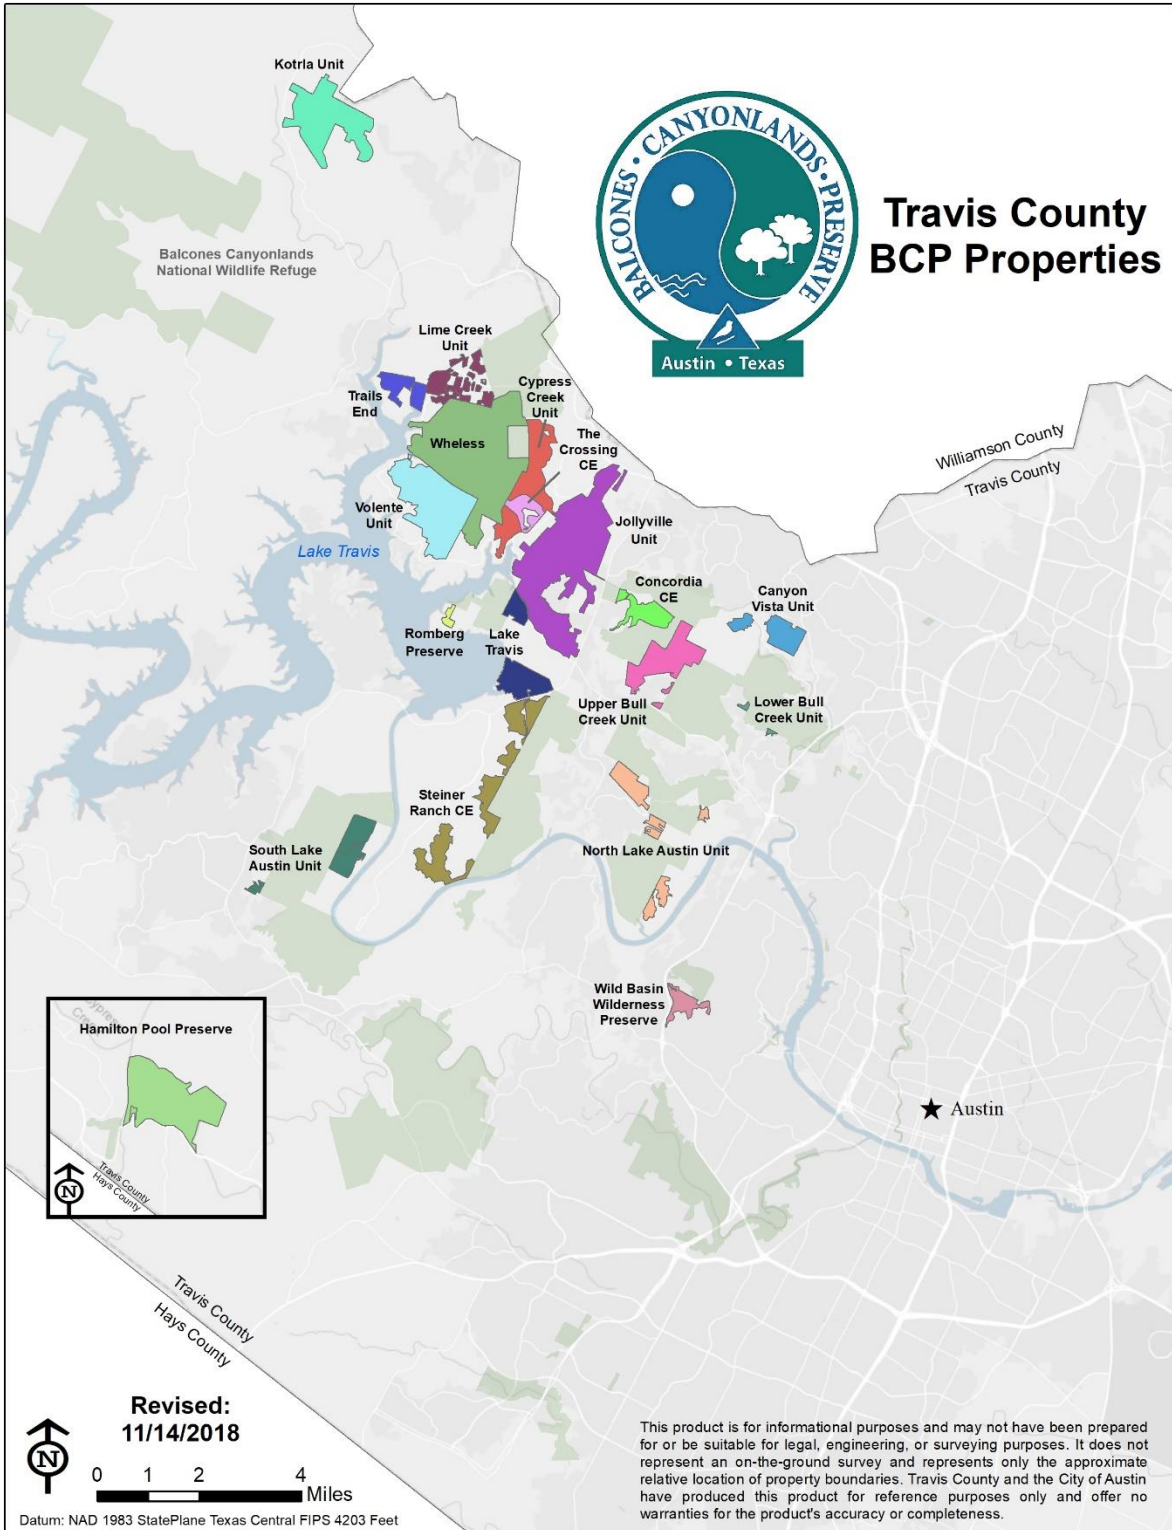 Kotrla Unit
BALCONES • CANYONLANDS • PRESERVE
Austin • Texas
Travis County
BCP Properties
Balcones Canyonlands
National Wildlife Refuge
Lime Creek
Unit
Cypress
Creek
Unit
Trails
End
The
Crossing
CE
Wheless
Williamson County
Travis County
Volente
Unit
Jollyville
Unit
Lake Travis
Concordia
CE
Canyon
Vista Unit
Romberg
Preserve
Lake
Travis
Upper Bull
Creek Unit
Lower Bull
Creek Unit
Steiner
Ranch CE
South Lake
Austin Unit
North Lake Austin Unit
Wild Basin
Wilderness
Preserve
Cypress
Hamilton Pool Preserve
Austin
Travis County
Hays County
N
Travis County
Hays County
Revised:
11/14/2018
N
0 1 2 4
Miles
Datum: NAD 1983 StatePlane Texas Central FIPS 4203 Feet
This product is for informational purposes and may not have been prepared
for or be suitable for legal, engineering, or surveying purposes. It does not
represent an on-the-ground survey and represents only the approximate
relative location of property boundaries. Travis County and the City of Austin
have produced this product for reference purposes only and offer no
warranties for the product's accuracy or completeness.